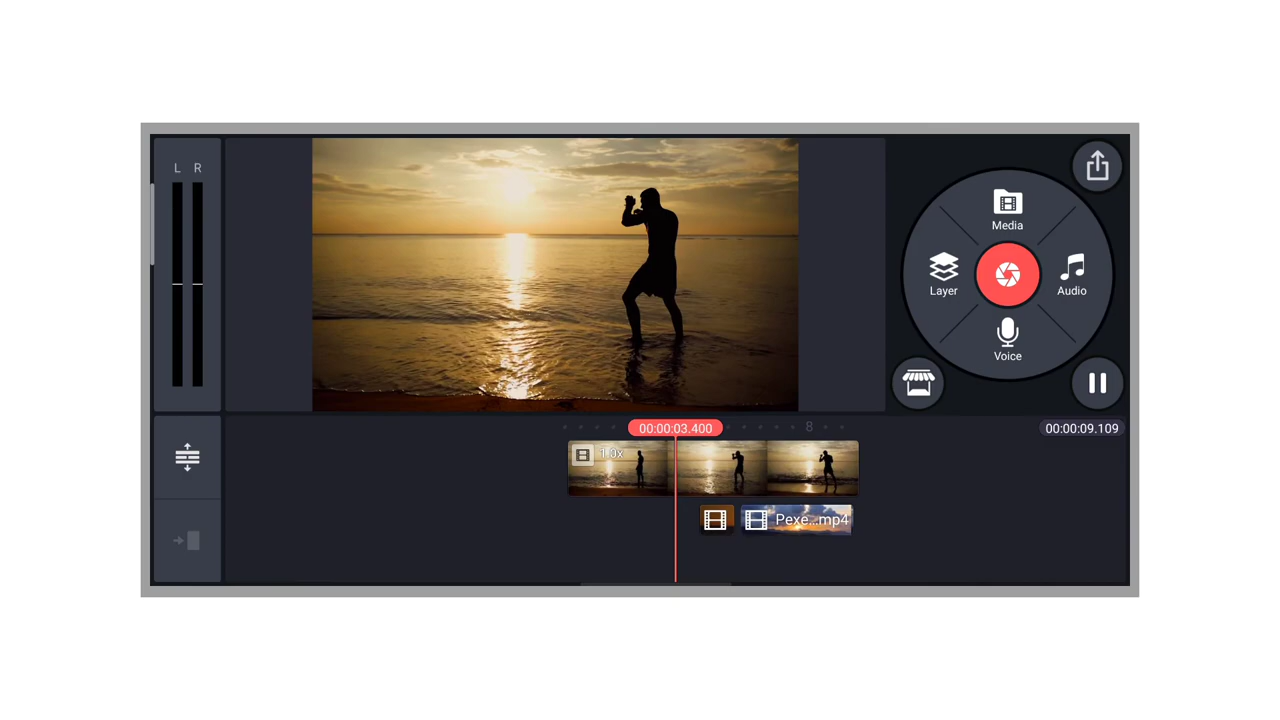 L R
Media
Layer
Audio
Voice
00:00:03.400
8
00:00:09.109
1.0x
Pexe...mp4